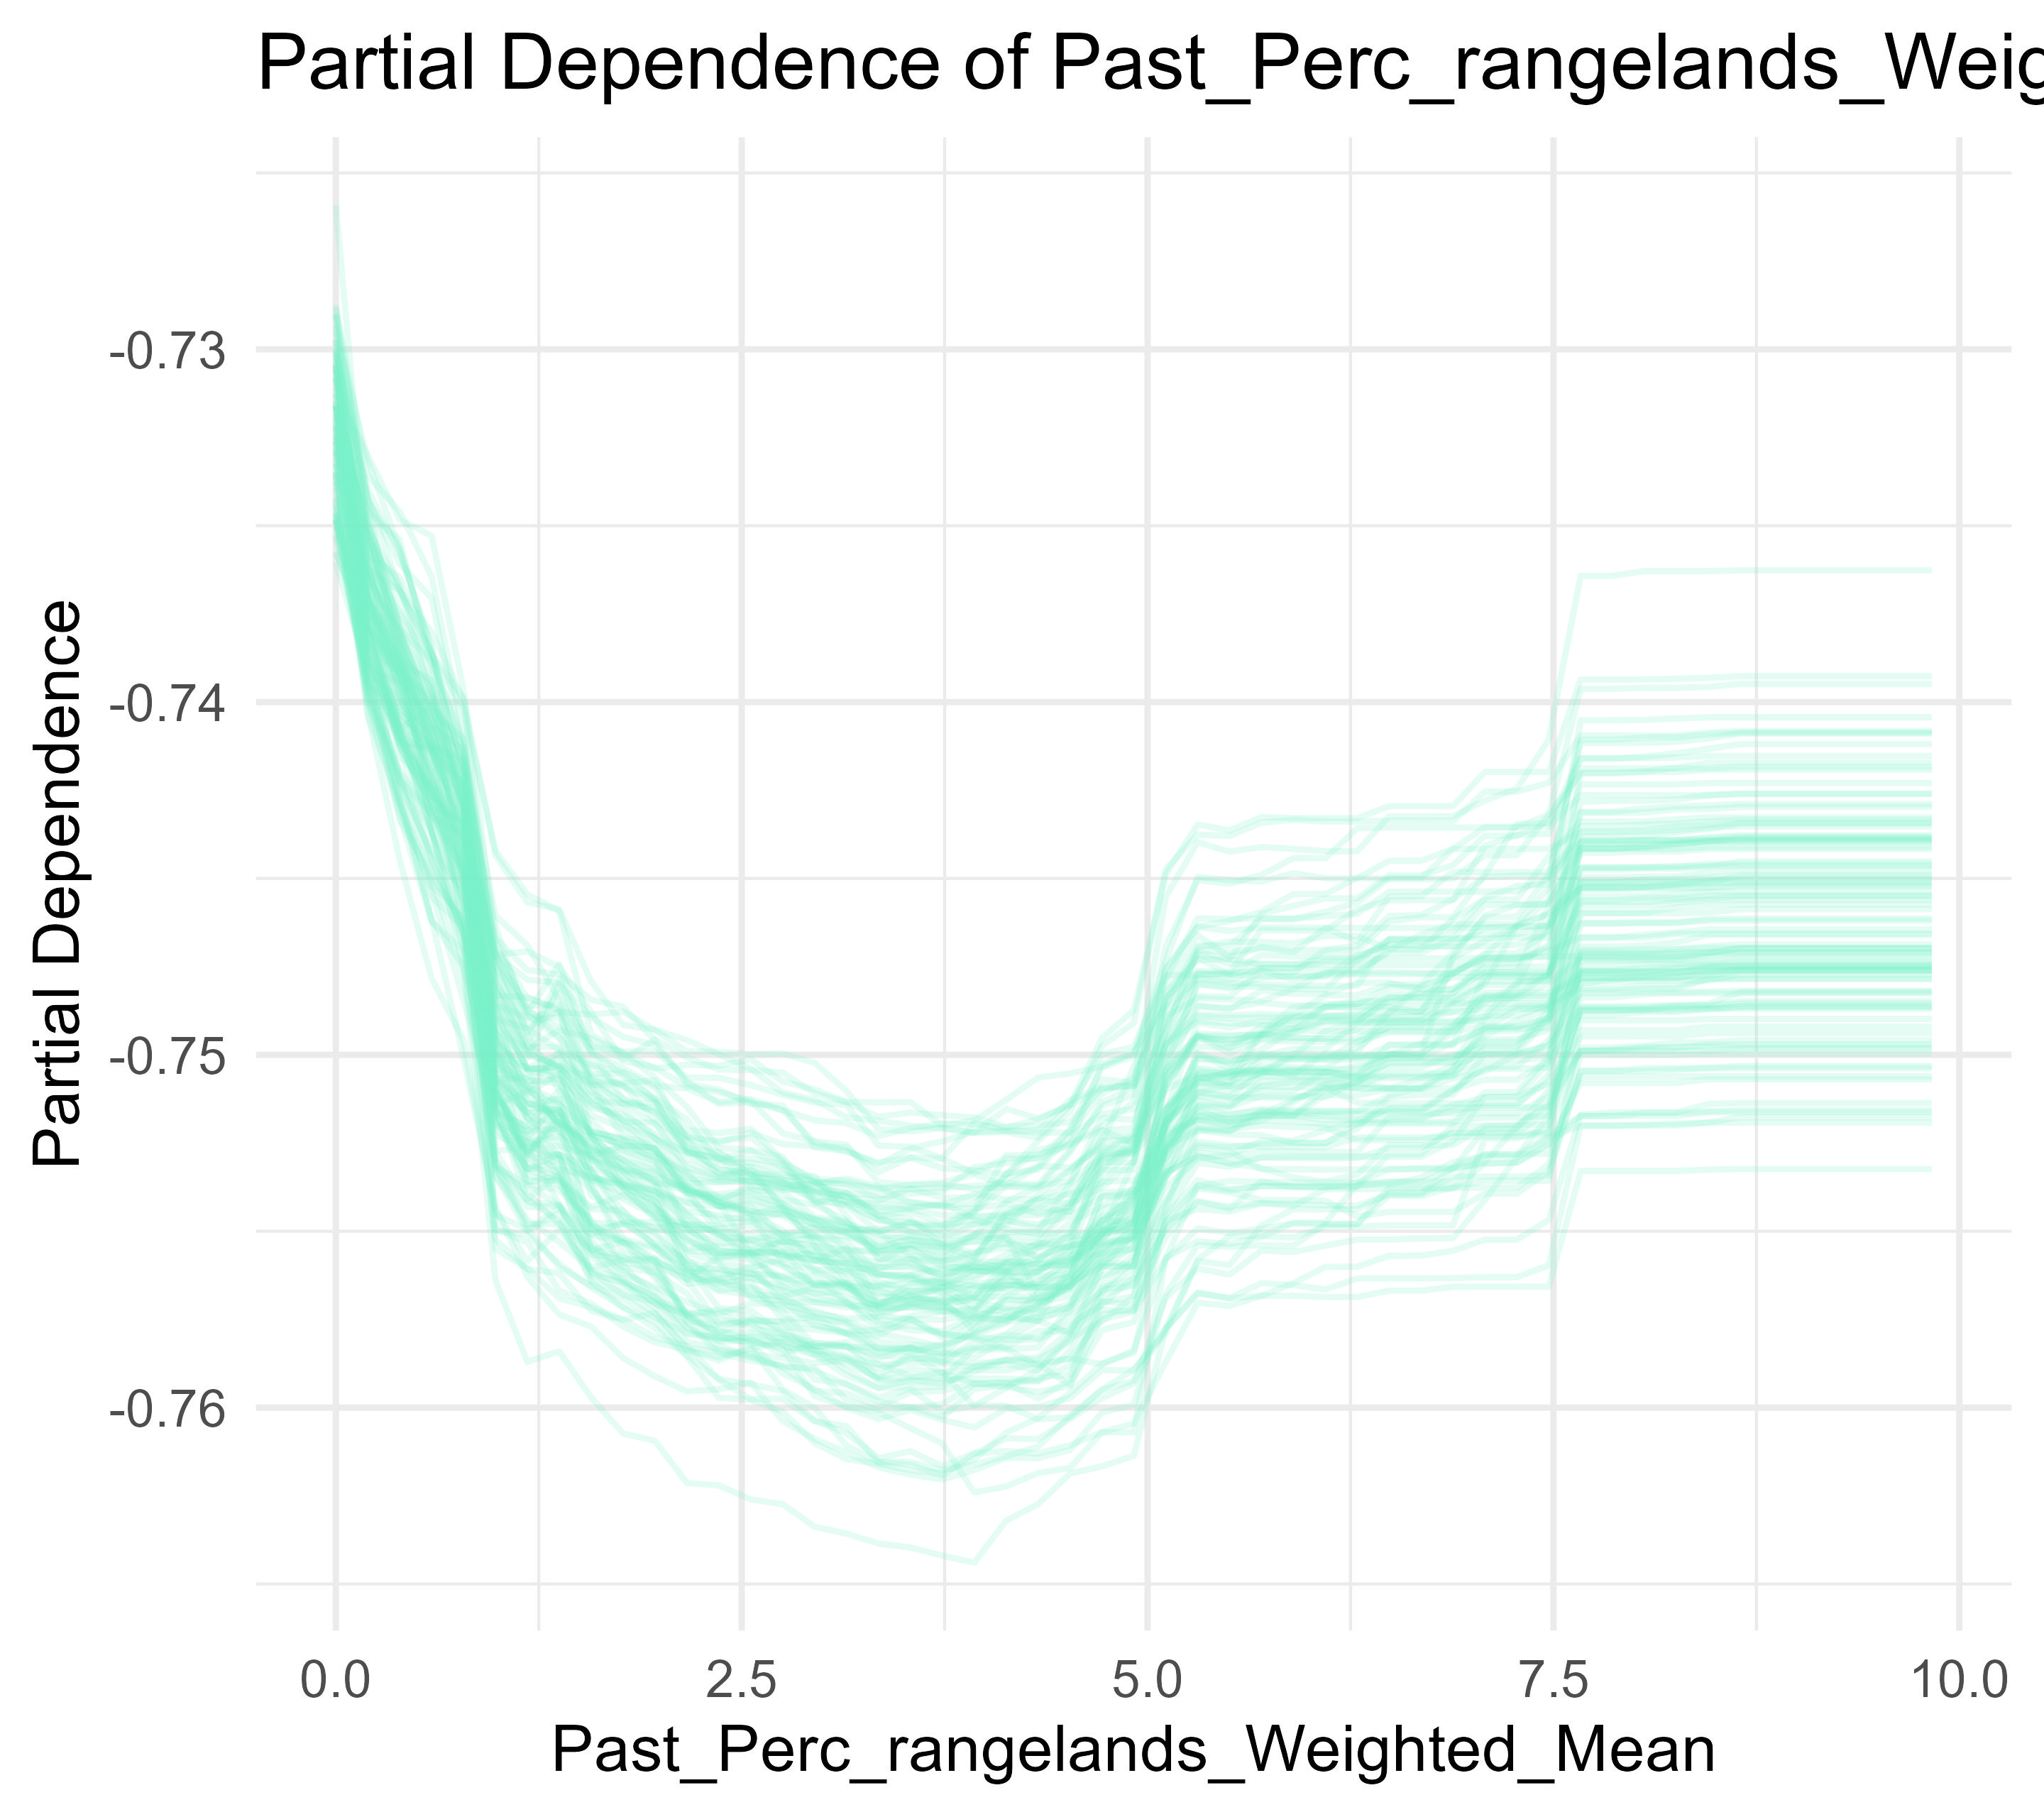 Partial Dependence of Past_Perc_rangelands_Weig
-0.73
-0.74
-0.75
-0.76
Partial Dependence
0.0 2.5 5.0 7.5 10.0
Past_Perc_rangelands_Weighted_Mean